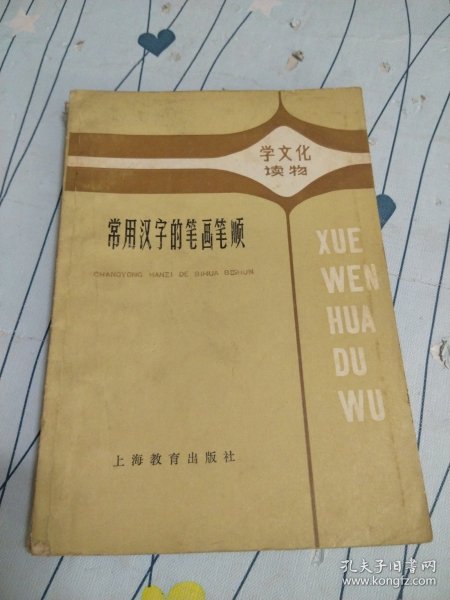 学文化
读物
常用汉字的笔画笔顺
CHANGYONG HANZI DE BIHUA BISHUN
XUE
WEN
HUA
DU
WU
上海教育出版社
孔夫子旧书网
www.kongfz.com